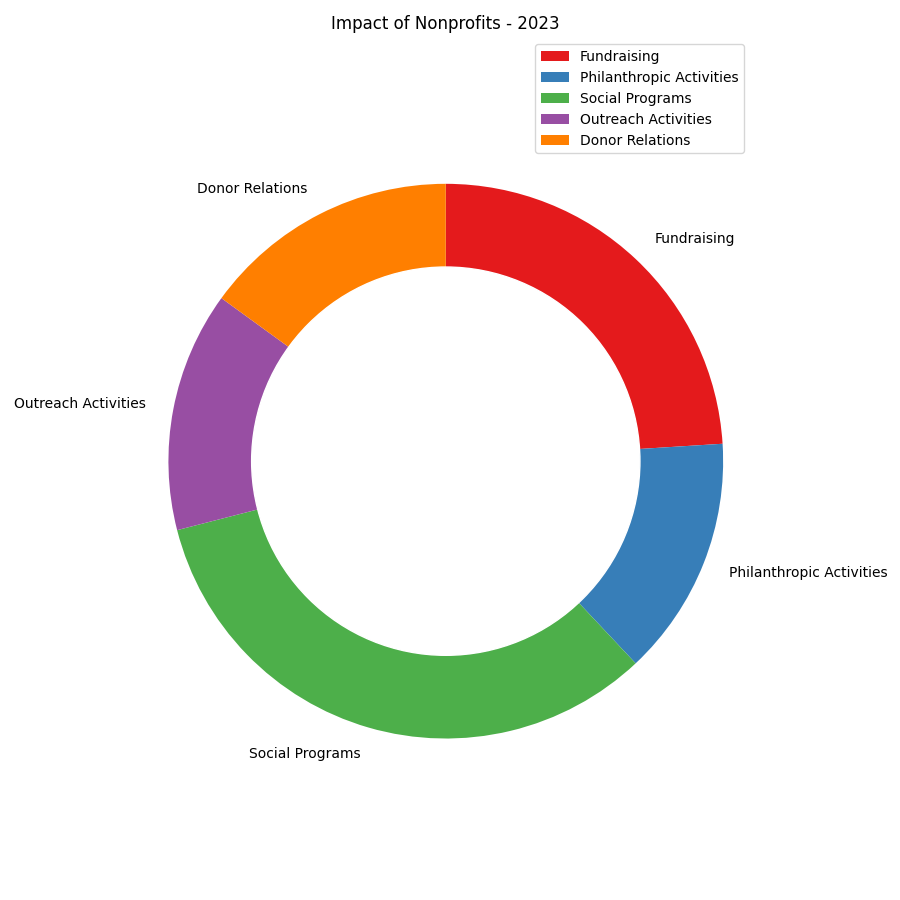 Impact of Nonprofits - 2023
Fundraising
Philanthropic Activities
Social Programs
Outreach Activities
Donor Relations
Donor Relations
Fundraising
Outreach Activities
Philanthropic Activities
Social Programs